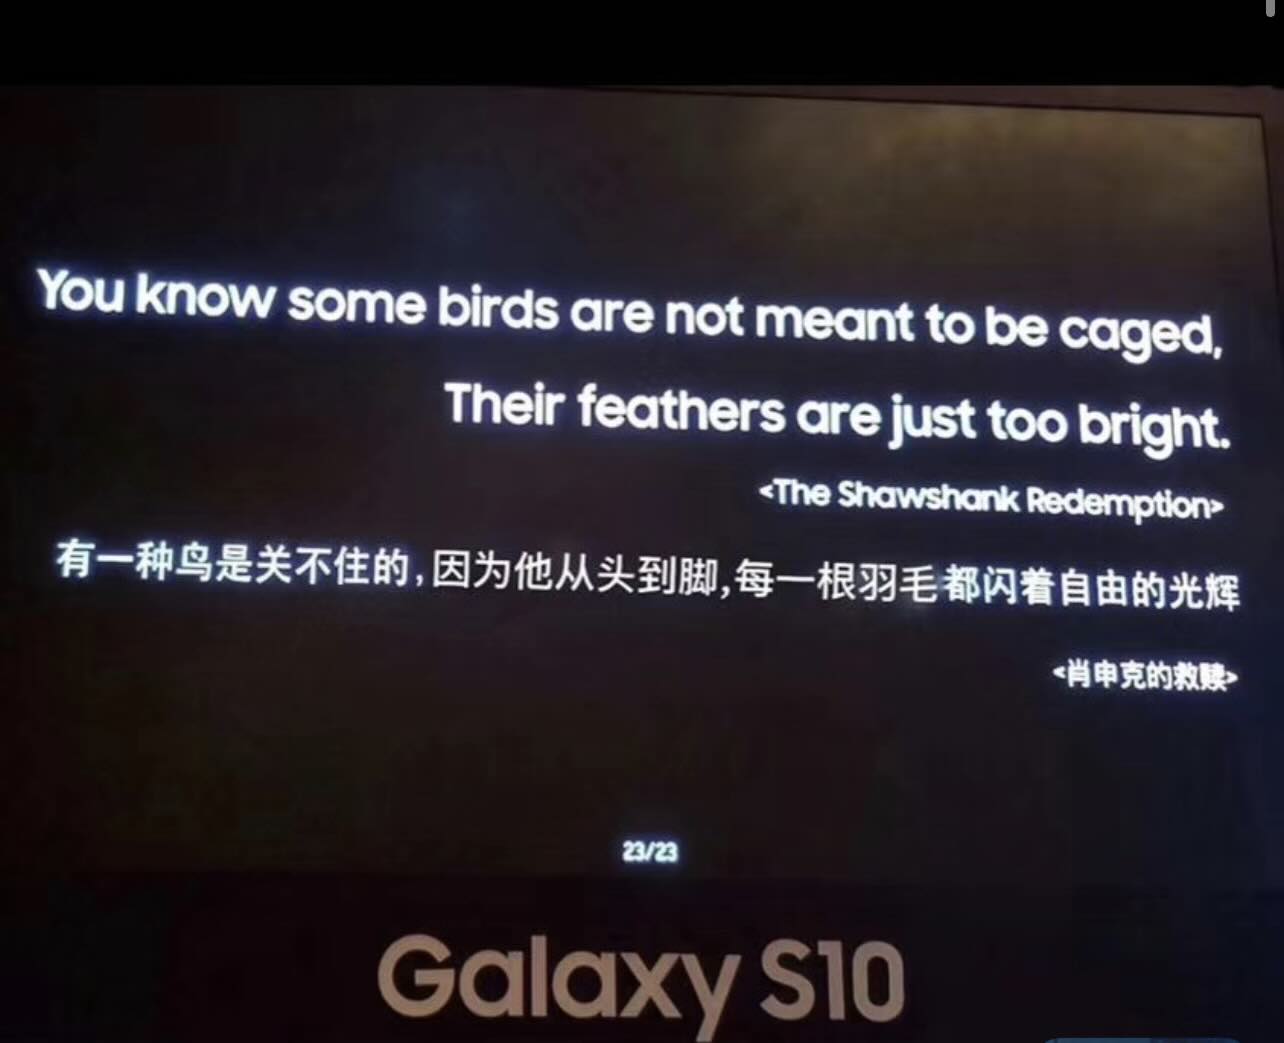 You know some birds are not meant to be caged,
Their feathers are just too bright.
<The Shawshank Redemption>
有一种鸟是关不住的,因为他从头到脚,每一根羽毛都闪着自由的光辉
<肖申克的救赎>
23/23
Galaxy S10